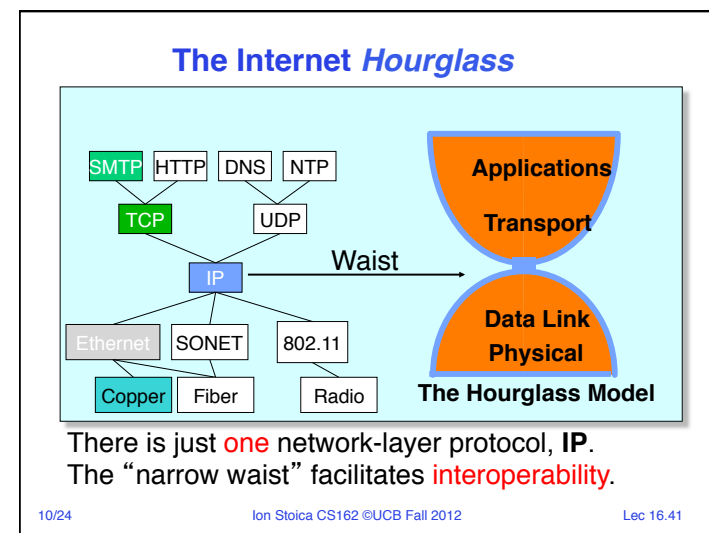 The Internet Hourglass
SMTP HTTP DNS NTP
Applications
TCP UDP
Transport
Waist
IP
Data Link
Ethernet SONET 802.11
Physical
Copper Fiber Radio
The Hourglass Model
There is just one network-layer protocol, IP.
The “narrow waist” facilitates interoperability.
10/24 Ion Stoica CS162 ©UCB Fall 2012 Lec 16.41